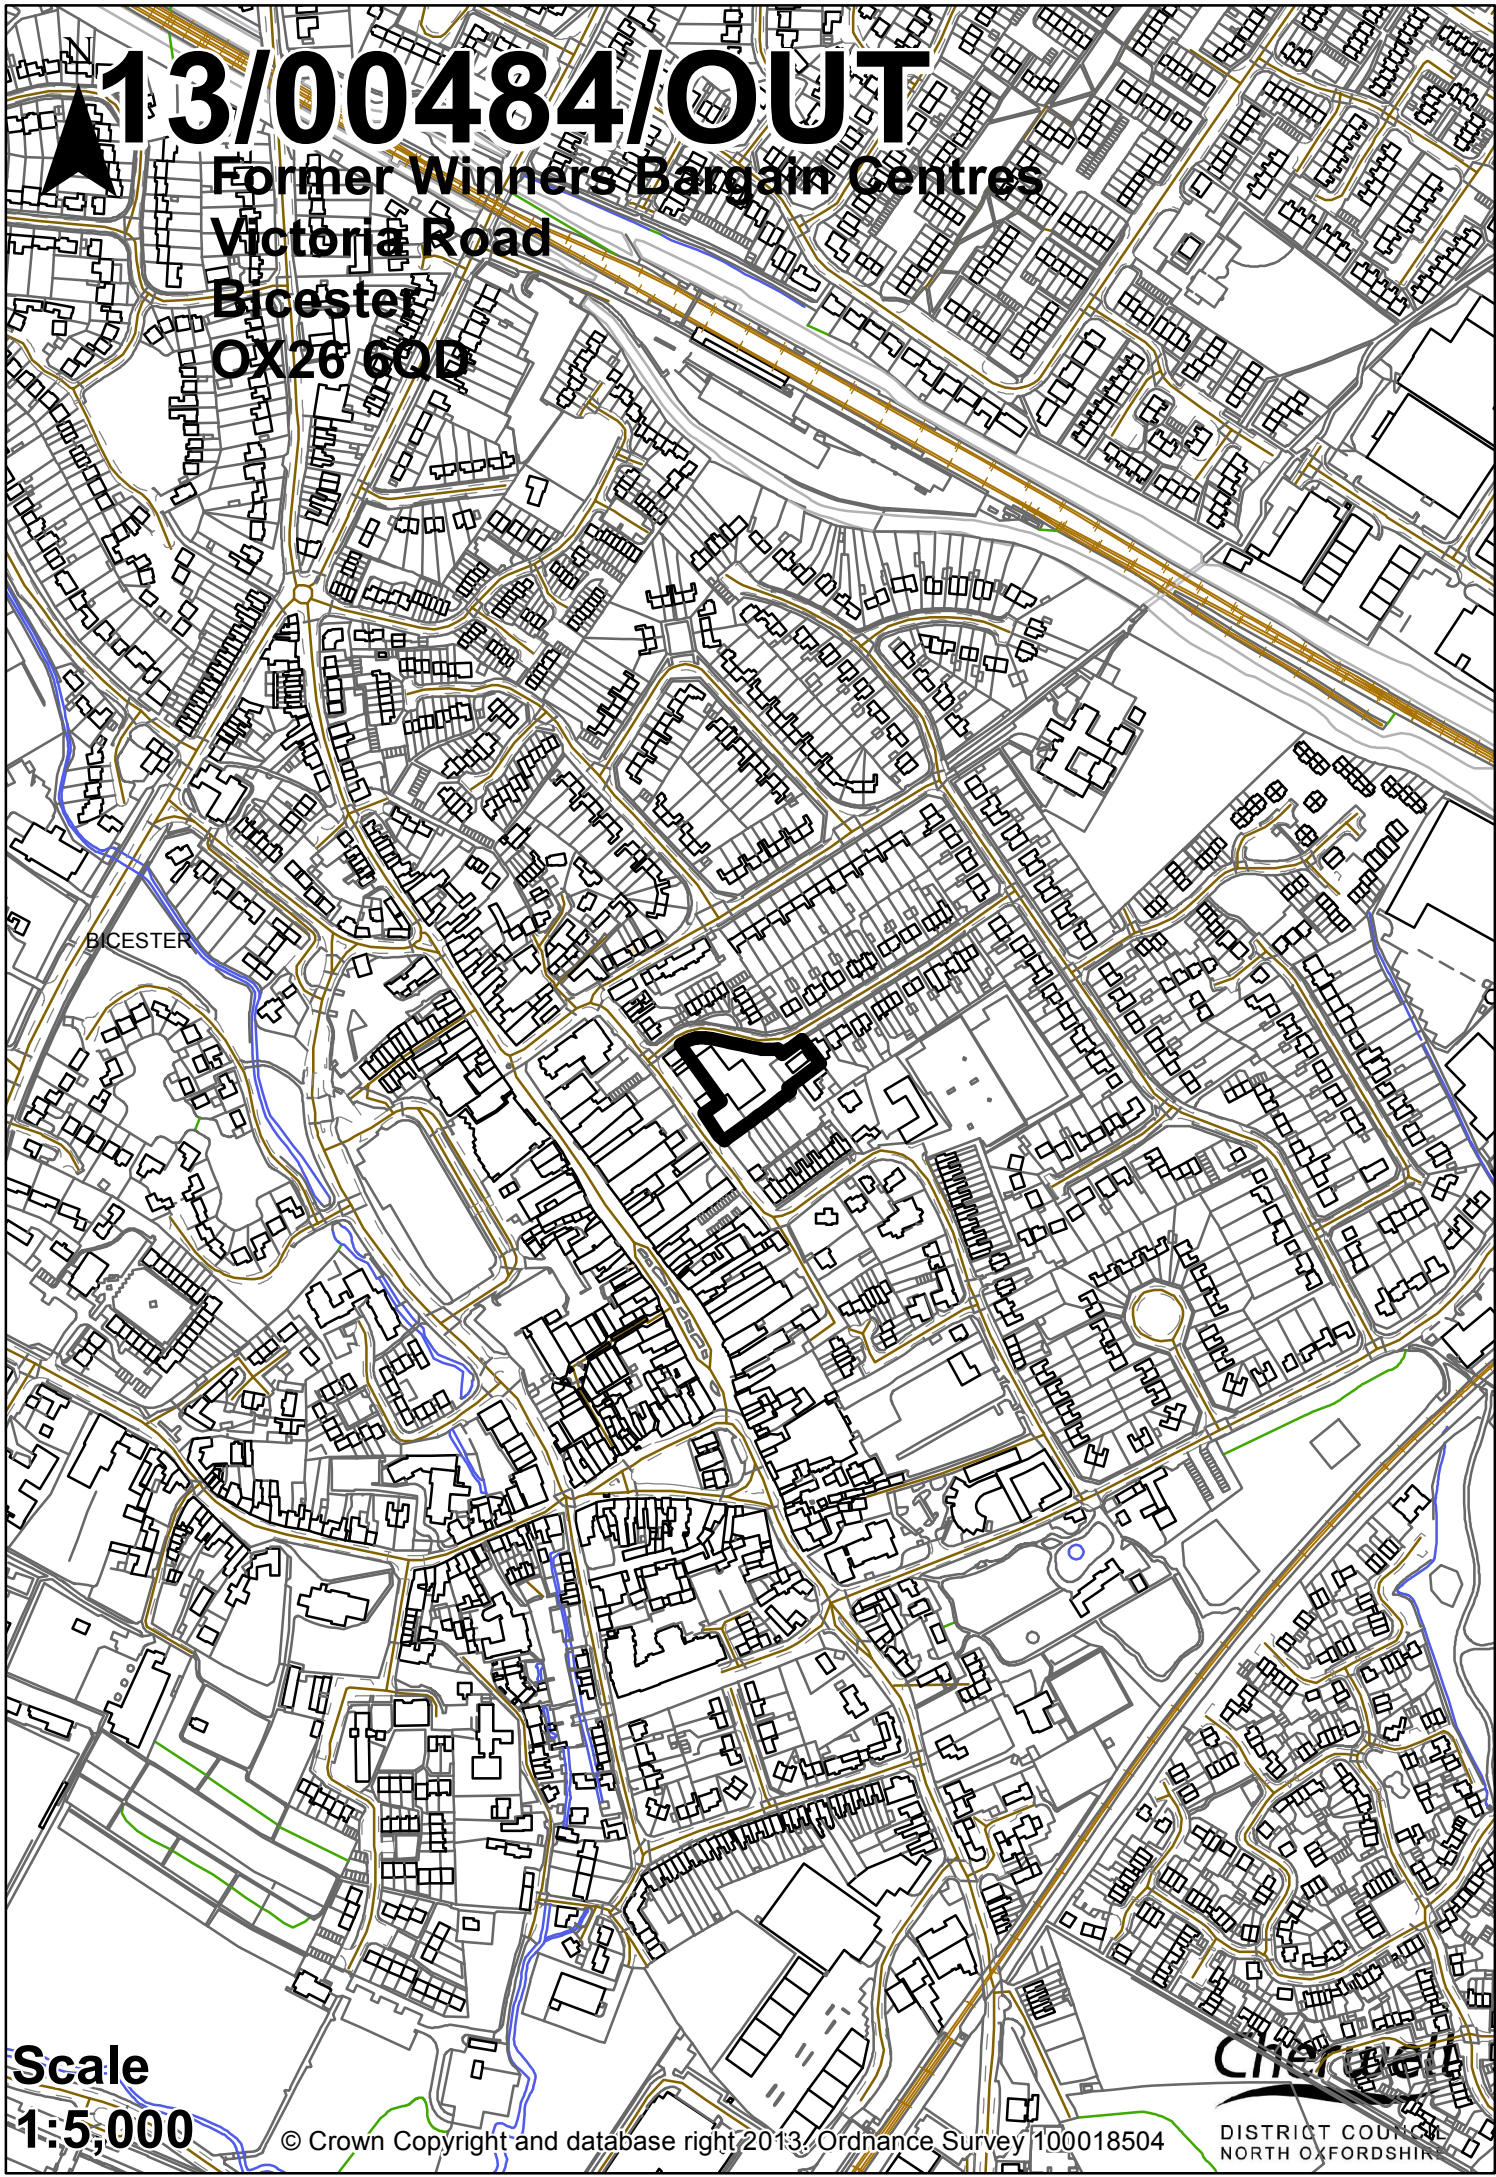 N
13/00484/OUT
Former Winners Bargain Centres
Victoria Road
Bicester
OX26 6QD
BICESTER
Scale
1:5,000
© Crown Copyright and database right 2013. Ordnance Survey 100018504
Cherwell
DISTRICT COUNCIL
NORTH OXFORDSHIRE